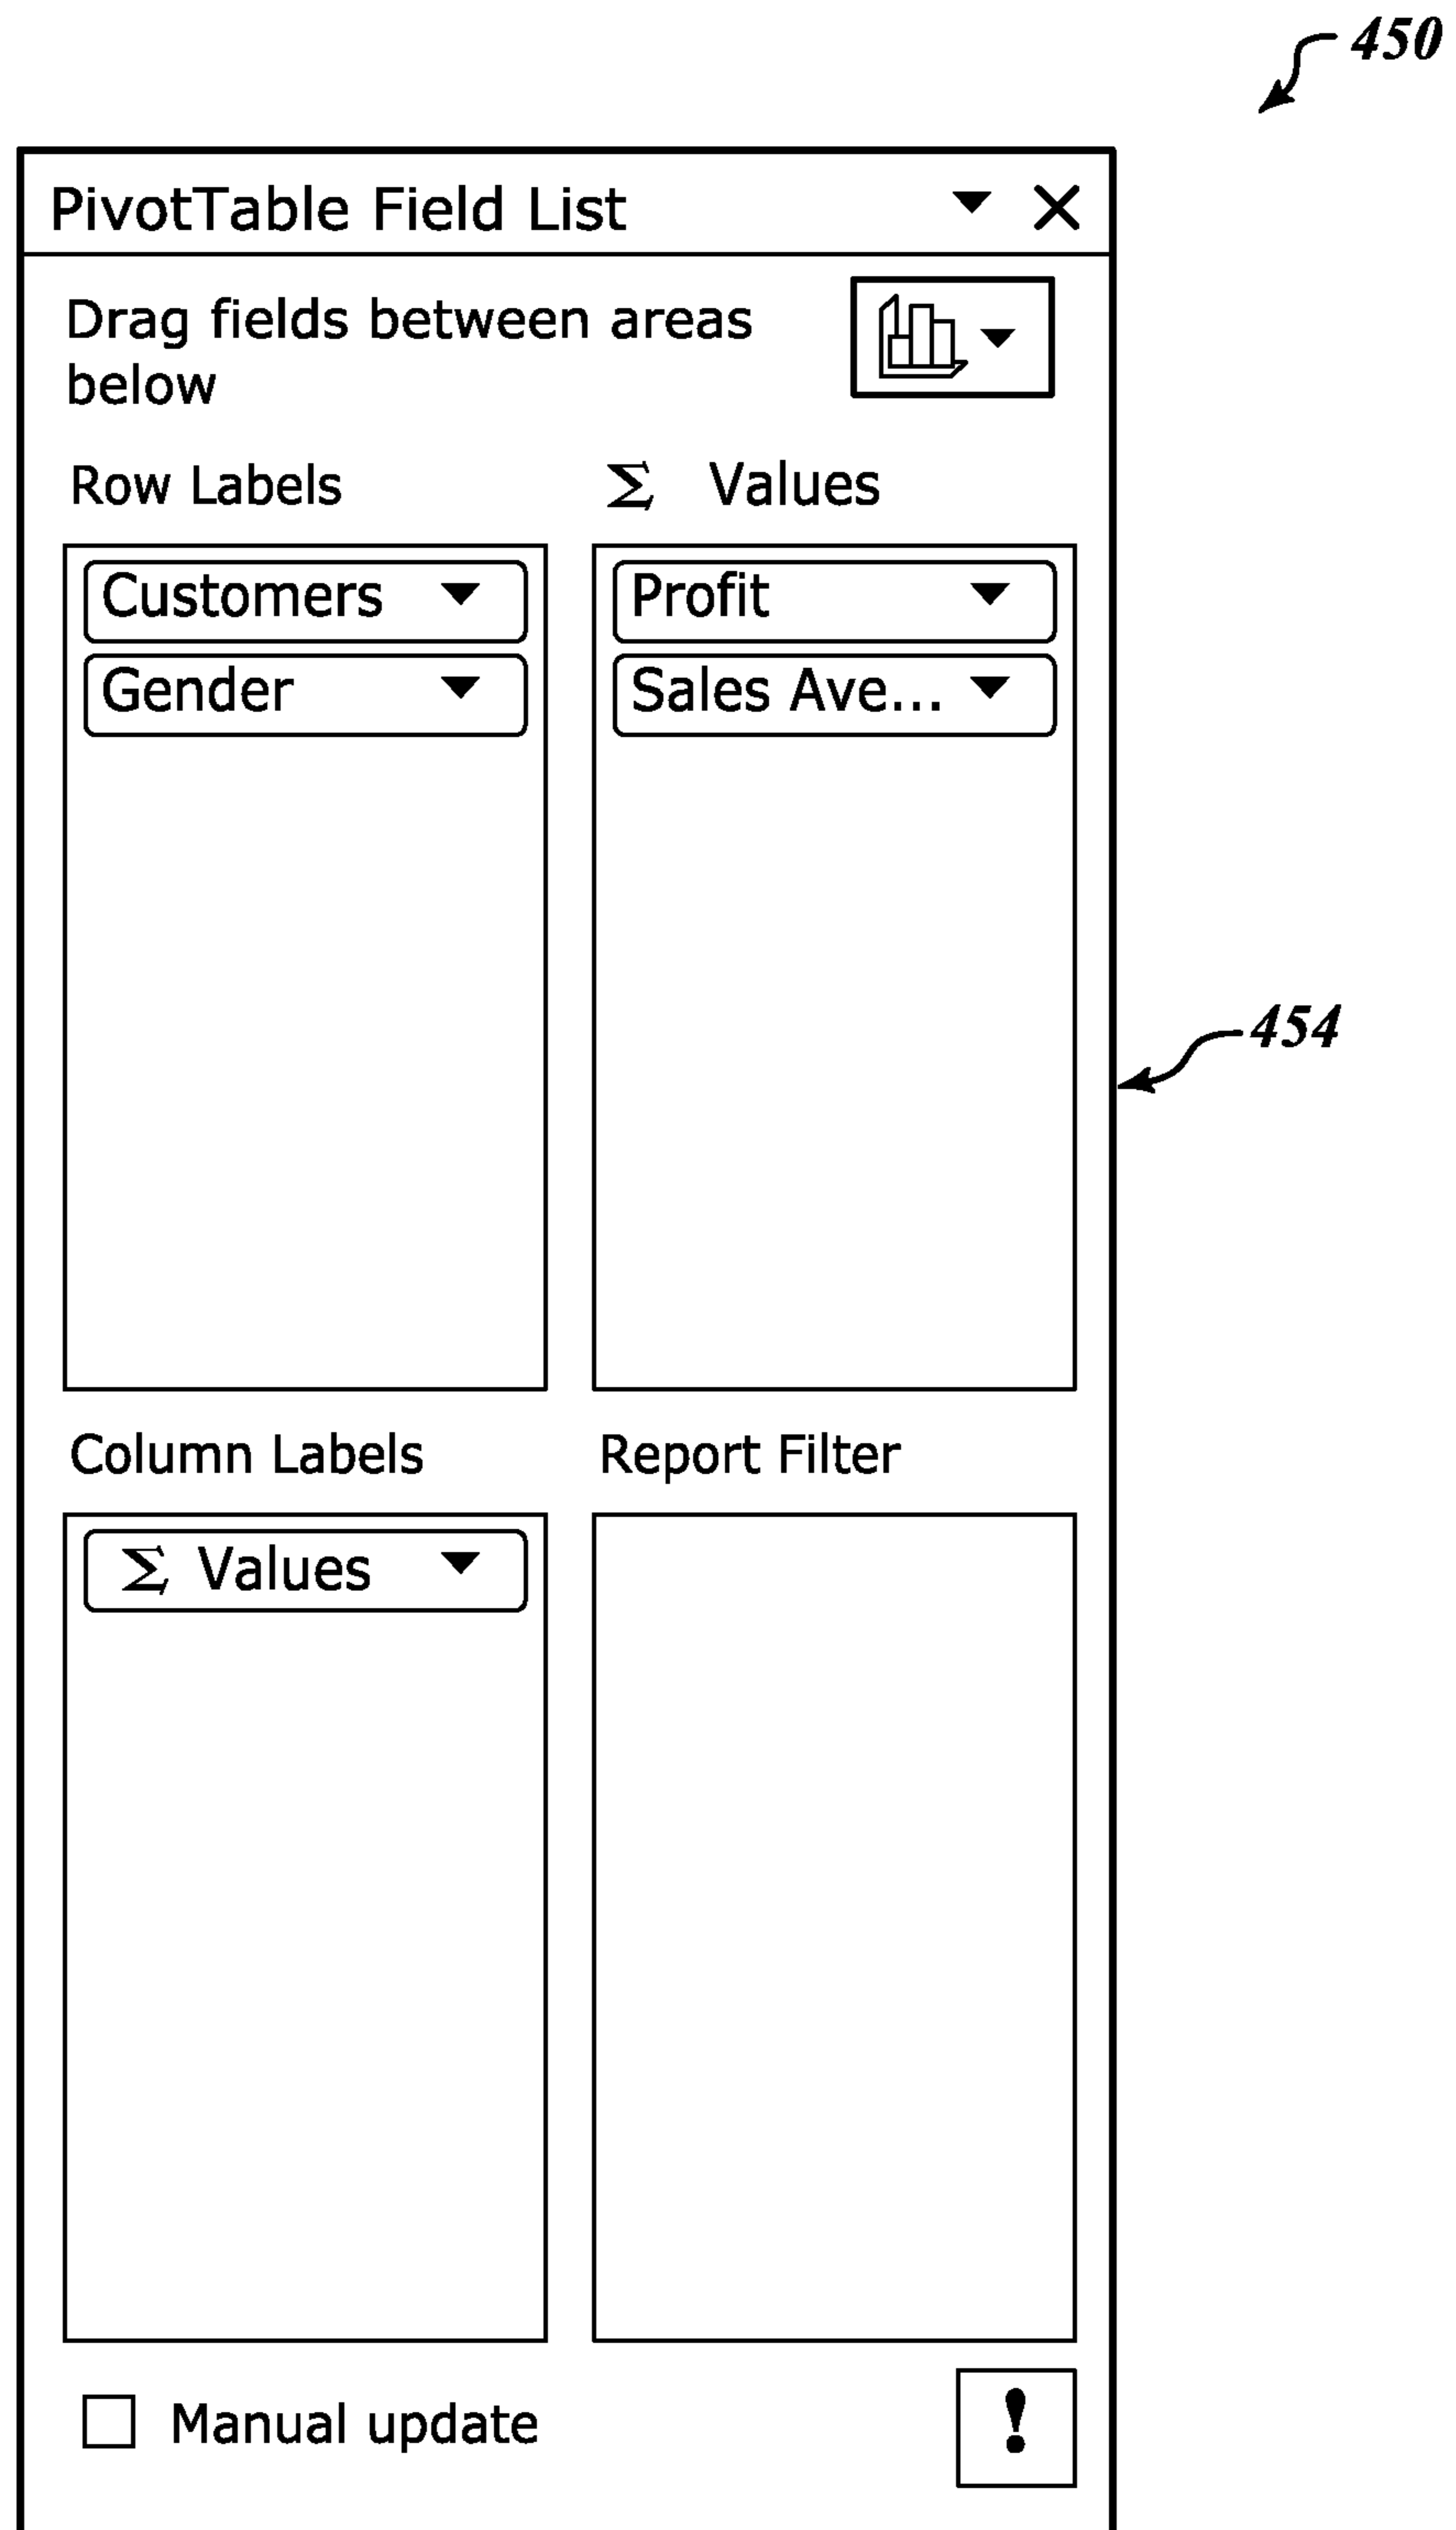 450
PivotTable Field List
Drag fields between areas
below
Row Labels
Σ Values
Customers
Gender
Profit
Sales Ave...
454
Column Labels
Report Filter
Σ Values
Manual update
!